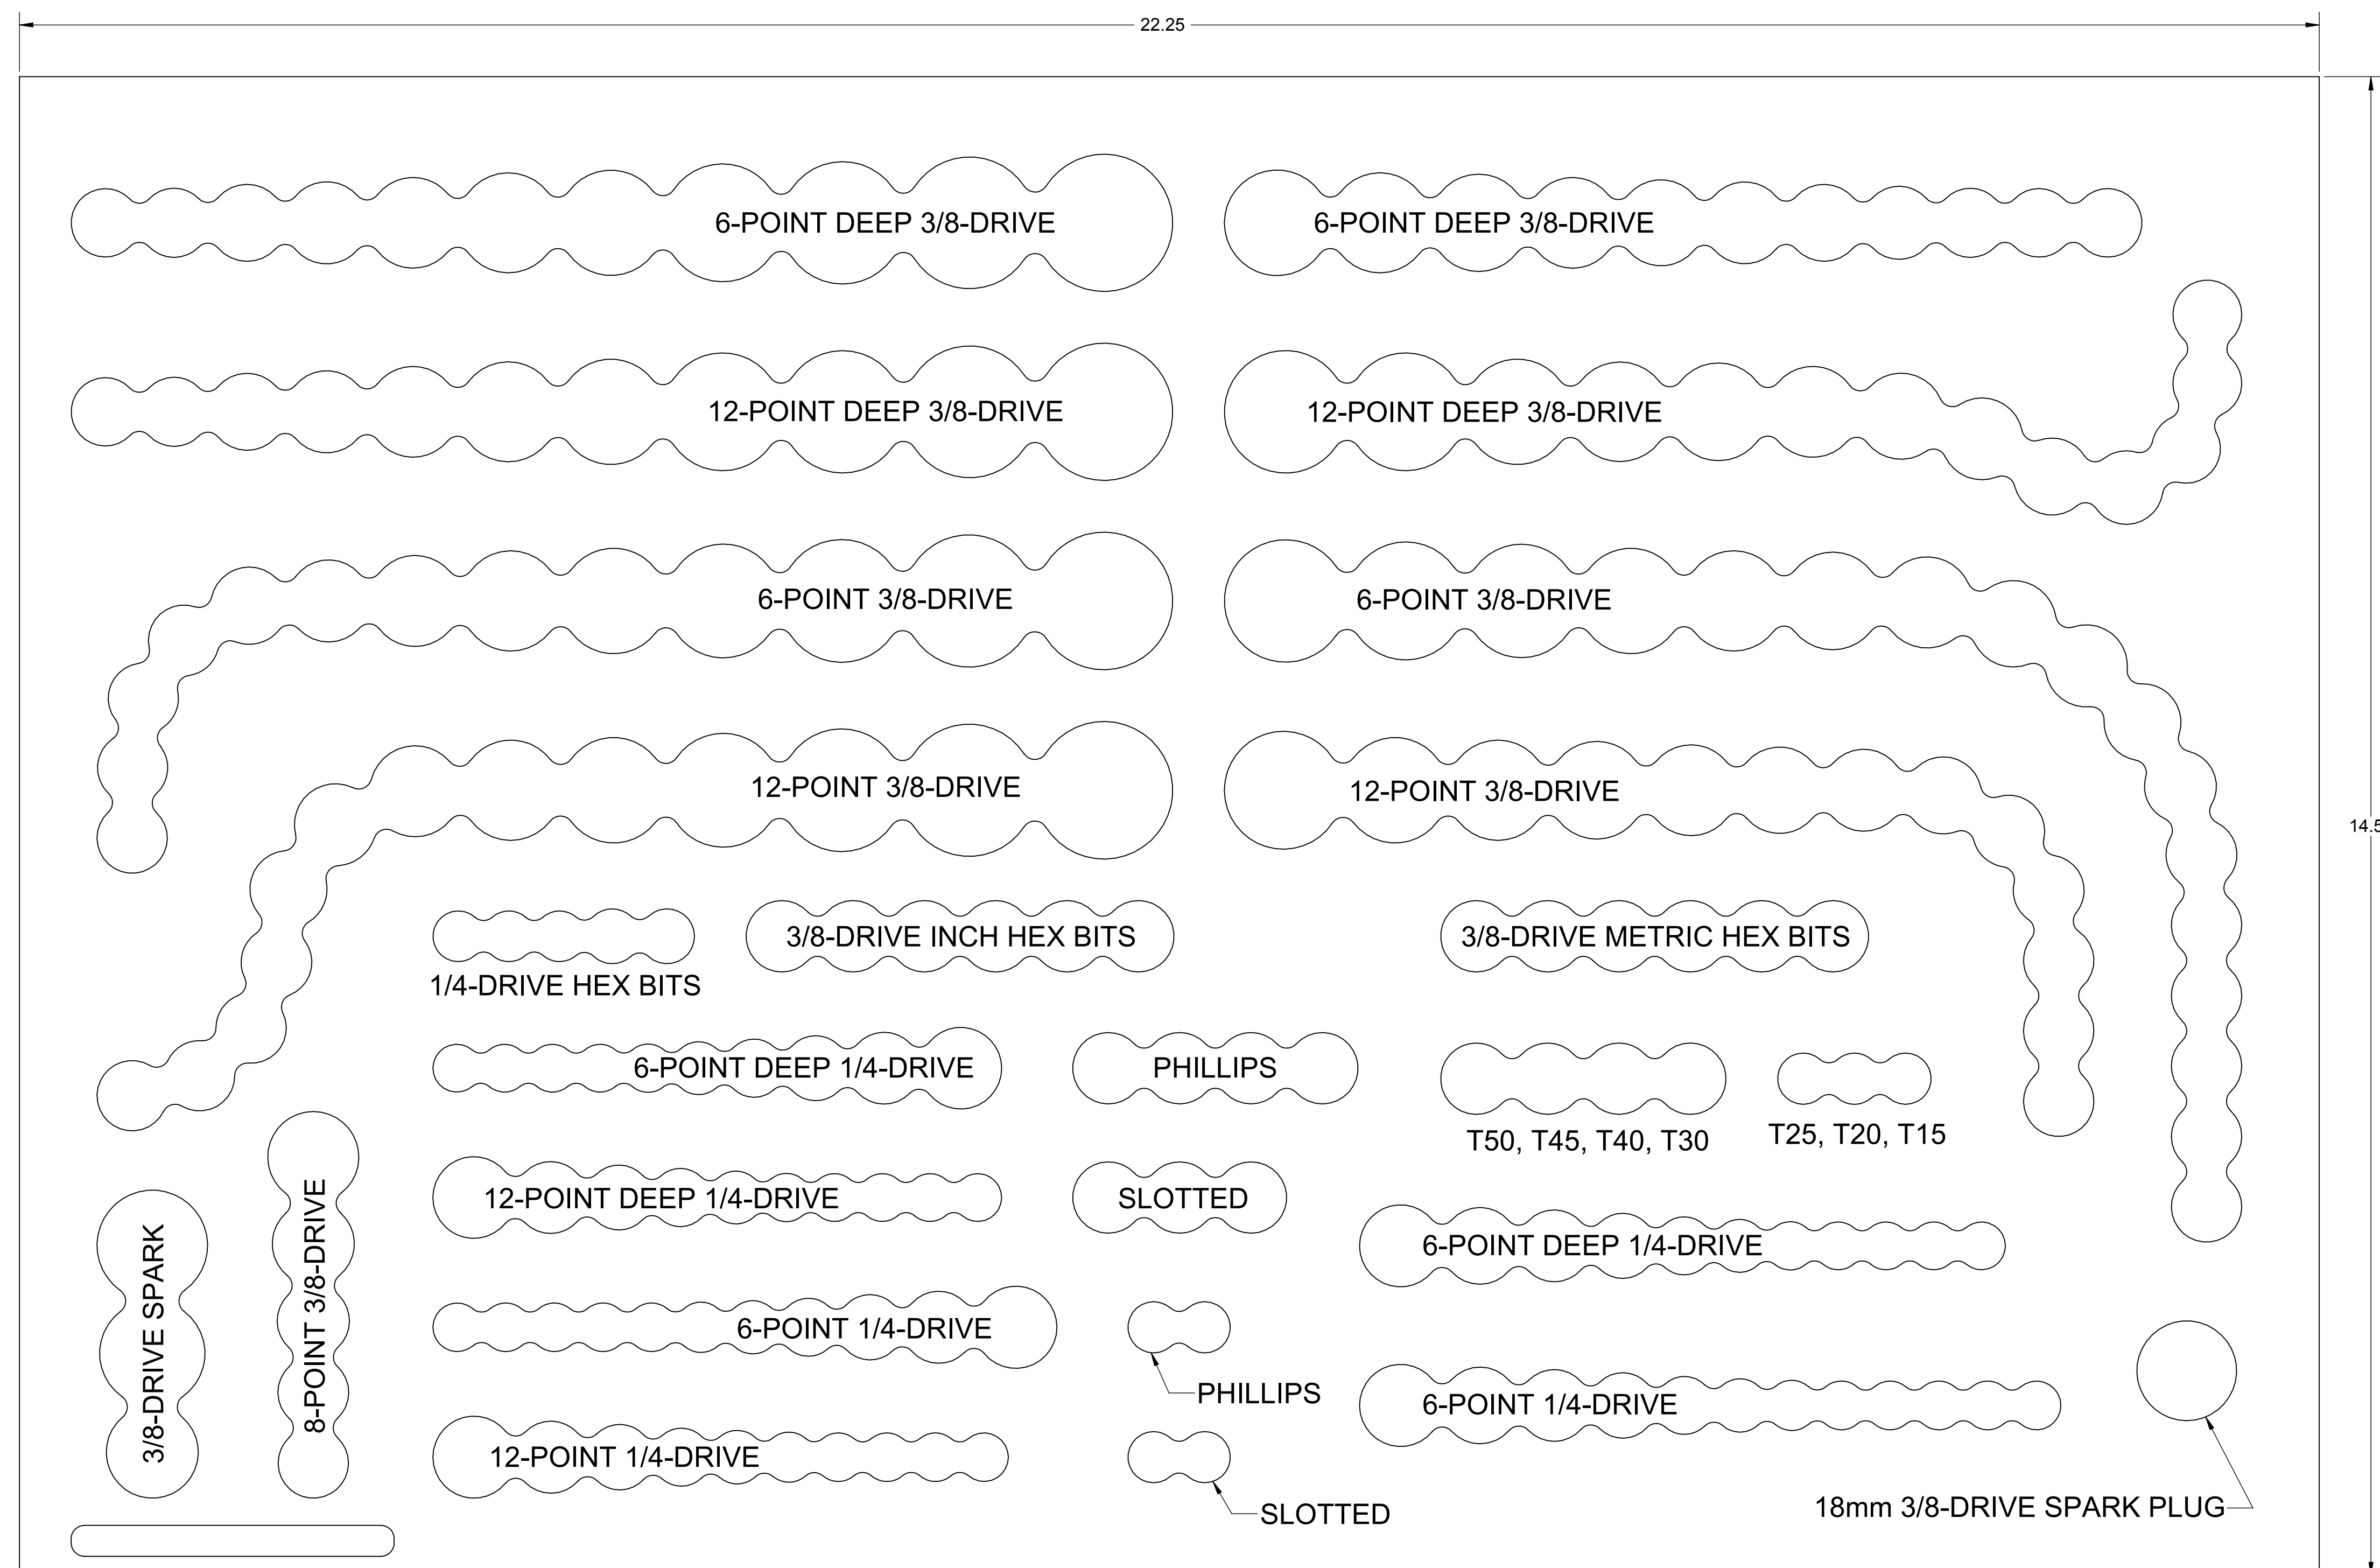 22.25
6-POINT DEEP 3/8-DRIVE
6-POINT DEEP 3/8-DRIVE
12-POINT DEEP 3/8-DRIVE
12-POINT DEEP 3/8-DRIVE
6-POINT 3/8-DRIVE
6-POINT 3/8-DRIVE
12-POINT 3/8-DRIVE
12-POINT 3/8-DRIVE
14.5
3/8-DRIVE INCH HEX BITS
3/8-DRIVE METRIC HEX BITS
1/4-DRIVE HEX BITS
6-POINT DEEP 1/4-DRIVE
PHILLIPS
T50, T45, T40, T30
T25, T20, T15
12-POINT DEEP 1/4-DRIVE
SLOTTED
6-POINT DEEP 1/4-DRIVE
3/8-DRIVE SPARK
8-POINT 3/8-DRIVE
6-POINT 1/4-DRIVE
PHILLIPS
6-POINT 1/4-DRIVE
12-POINT 1/4-DRIVE
SLOTTED
18mm 3/8-DRIVE SPARK PLUG